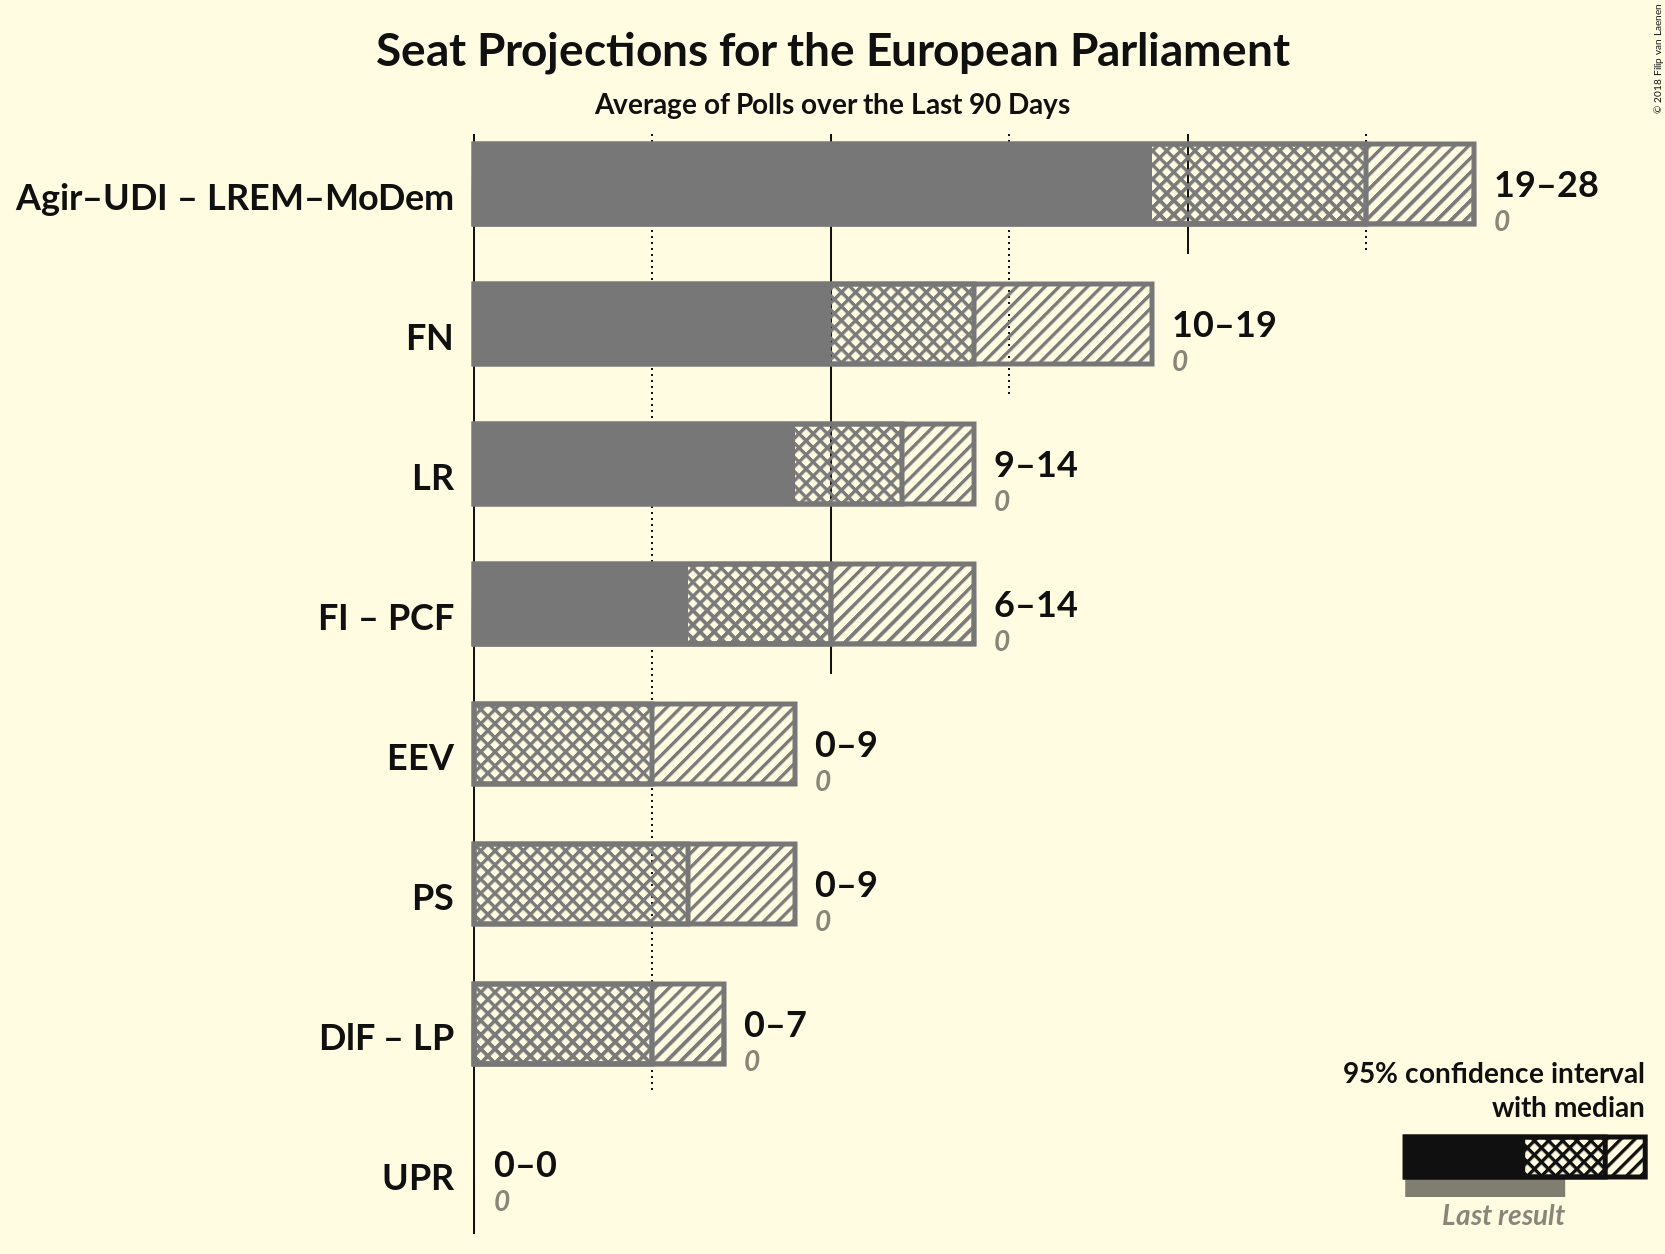 Seat Projections for the European Parliament
Average of Polls over the Last 90 Days
© 2018 Filip van Laenen
Agir–UDI – LREM–MoDem
19–28
0
FN
10–19
0
LR
9–14
0
FI – PCF
6–14
0
EEV
0–9
0
PS
0–9
0
DlF – LP
0–7
0
UPR
0–0
0
95% confidence interval
with median
Last result